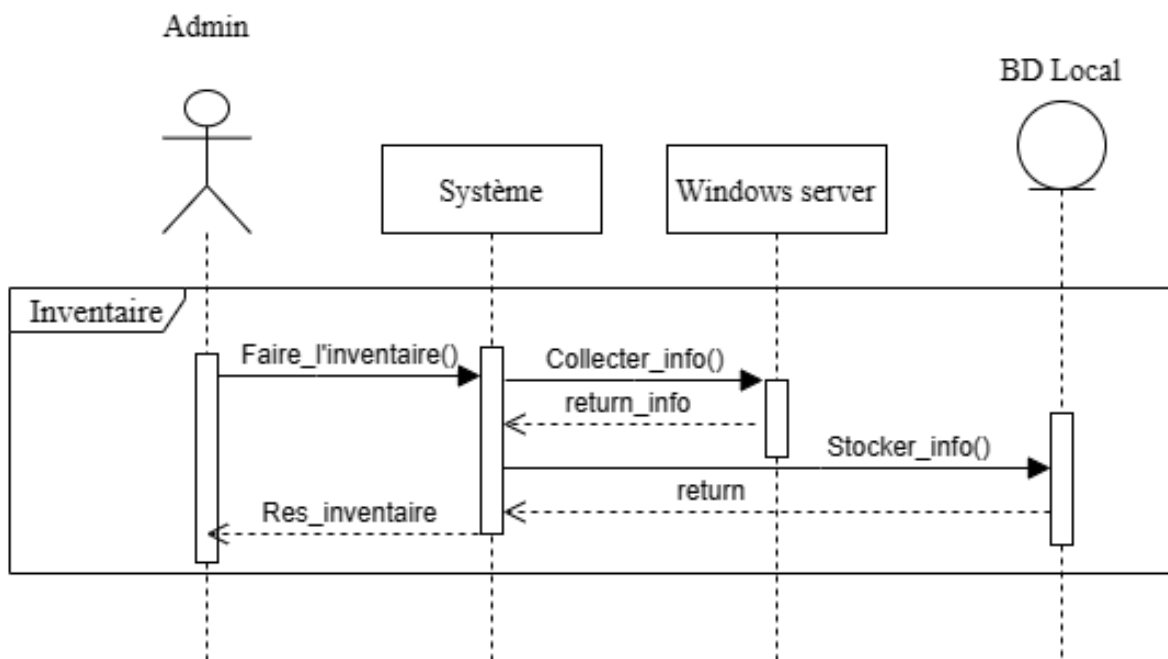 Admin
BD Local
Système
Windows server
Inventaire
Faire_l'inventaire()
Collecter_info()
return_info
Stocker_info()
return
Res_inventaire